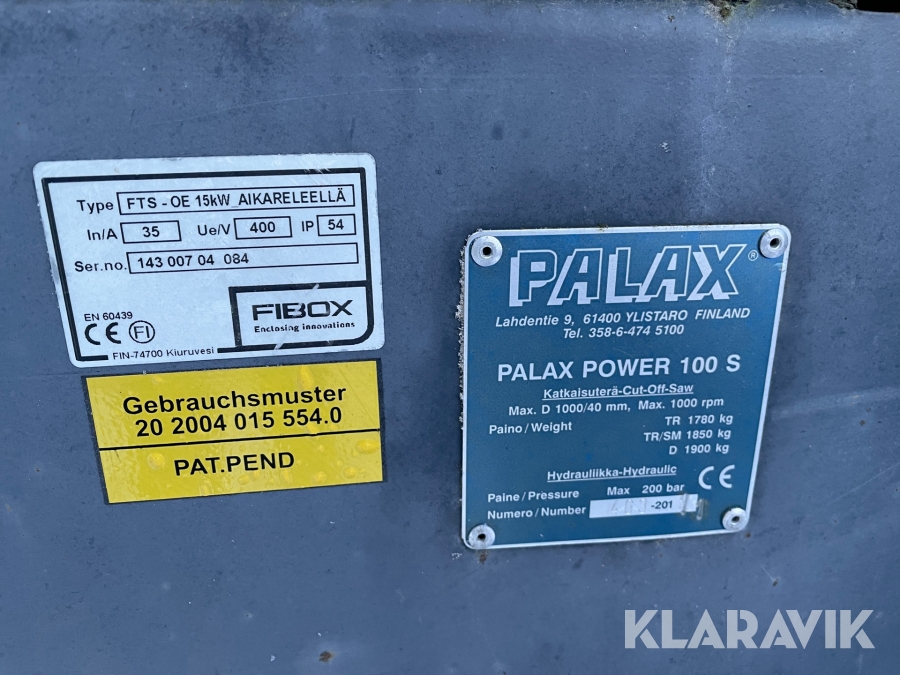 Type FTS - OE 15kW AIKARELEELLÄ
In/A 35 Ue/V 400 IP 54
Ser.no. 143 007 04 084
EN 60439
CE FI
FIBOX
Enclosing innovations
FIN-74700 Kiuruvesi
Gebrauchsmuster
20 2004 015 554.0
PAT.PEND
PALAX®
Lahdentie 9, 61400 YLISTARO FINLAND
Tel. 358-6-474 5100
PALAX POWER 100 S
Katkaisuterä-Cut-Off-Saw
Max. D 1000/40 mm, Max. 1000 rpm
Paino/Weight TR 1780 kg
TR/SM 1850 kg
D 1900 kg
Hydrauliikka-Hydraulic
CE
Paine/Pressure Max 200 bar
Numero/Number -201
KLARAVIK